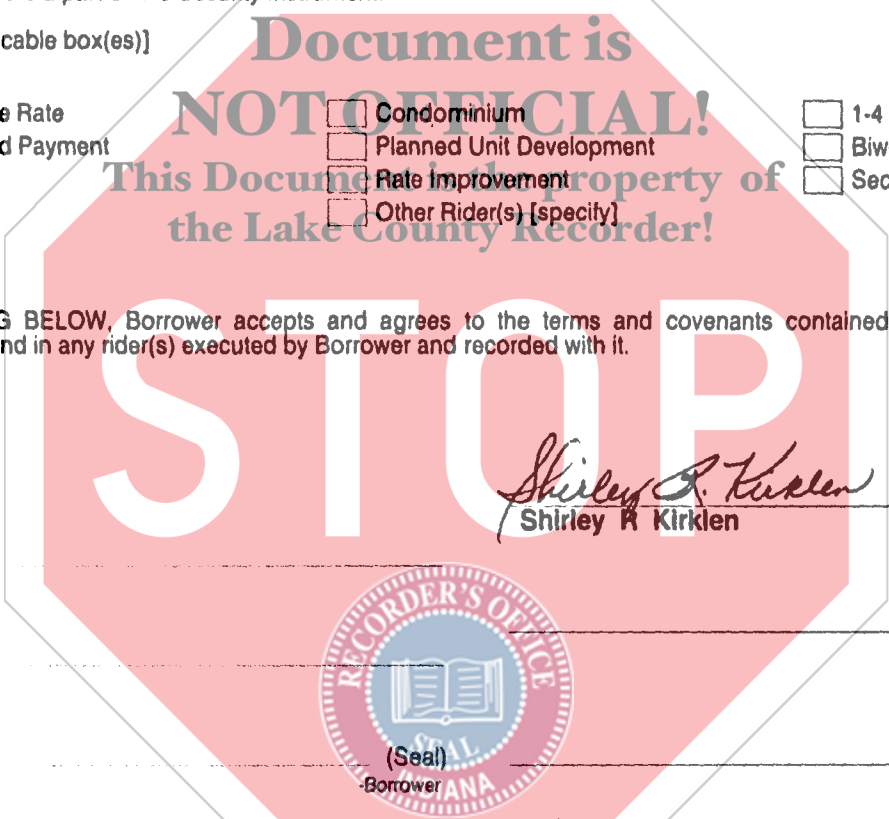 cable box(es)]
Document is
NOT OFFICIAL!
This Document is the property of
the Lake County Recorder!
e Rate Condominium 1-4
d Payment Planned Unit Development Biw
Rate Improvement Sec
Other Rider(s) [specify]
G BELOW, Borrower accepts and agrees to the terms and covenants contained
nd in any rider(s) executed by Borrower and recorded with it.
STOP
Shirley R. Kirklen
Shirley R Kirklen
RECORDER'S OFFICE
SEAL
INDIANA
(Seal)
-Borrower